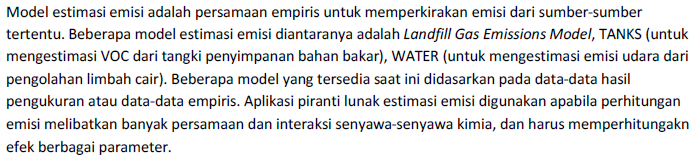 Model estimasi emisi adalah persamaan empiris untuk memperkirakan emisi dari sumber-sumber
tertentu. Beberapa model estimasi emisi diantaranya adalah Landfill Gas Emissions Model, TANKS (untuk
mengestimasi VOC dari tangki penyimpanan bahan bakar), WATER (untuk mengestimasi emisi udara dari
pengolahan limbah cair). Beberapa model yang tersedia saat ini didasarkan pada data-data hasil
pengukuran atau data-data empiris. Aplikasi piranti lunak estimasi emisi digunakan apabila perhitungan
emisi melibatkan banyak persamaan dan interaksi senyawa-senyawa kimia, dan harus memperhitungakn
efek berbagai parameter.